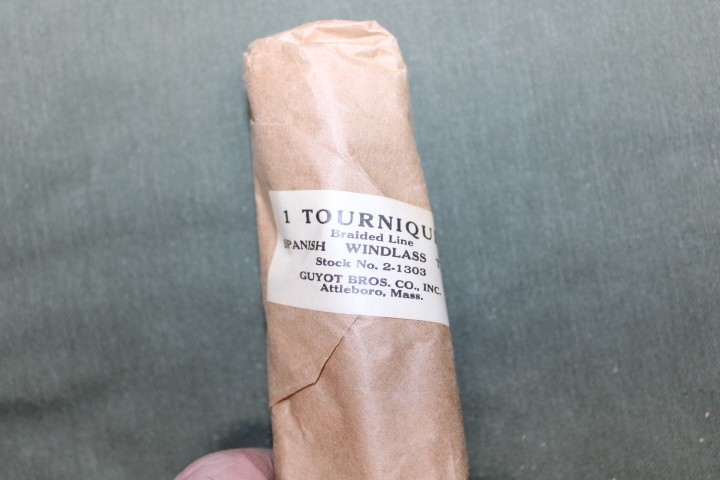 1 TOURNIQU
Braided Line
SPANISH WINDLASS T
Stock No. 2-1303
GUYOT BROS. CO., INC.
Attleboro, Mass.